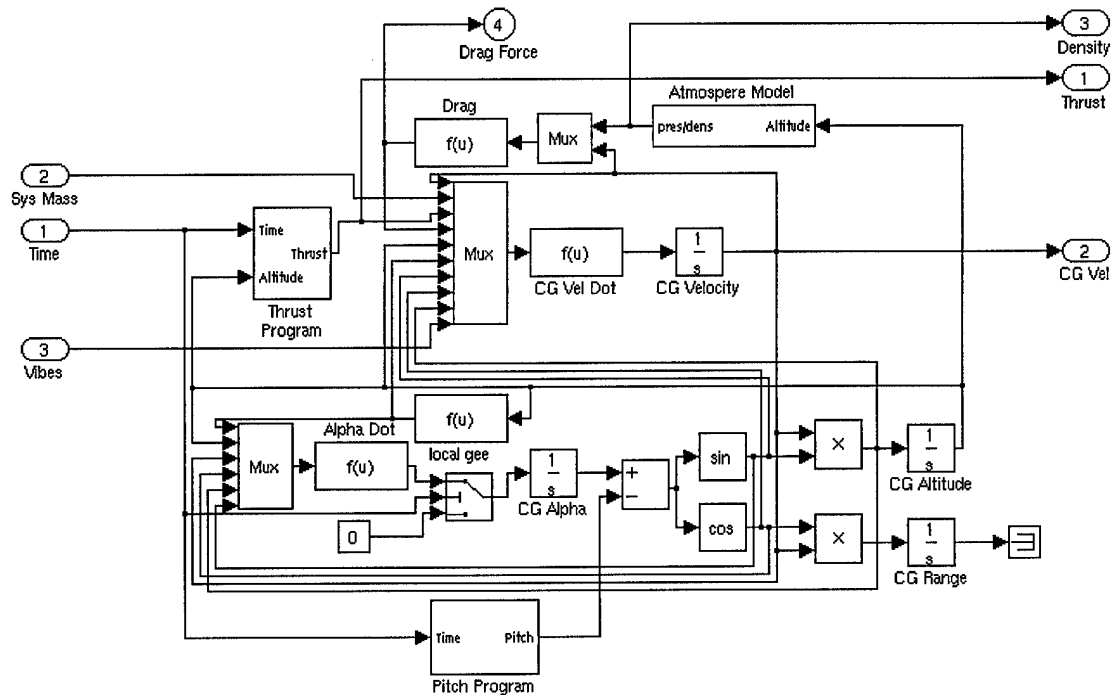 4
Drag Force
3
Density
1
Thrust
Atmospere Model
pres/dens
Altitude
Drag
f(u)
Mux
2
Sys Mass
1
Time
Time
Thrust
Altitude
Thrust
Program
Mux
f(u)
CG Vel Dot
1
s
CG Velocity
2
CG Vel
3
Vibes
f(u)
local gee
Alpha Dot
Mux
f(u)
0
1
s
CG Alpha
+
−
sin
cos
×
1
s
CG Altitude
×
1
s
CG Range
Time
Pitch
Pitch Program